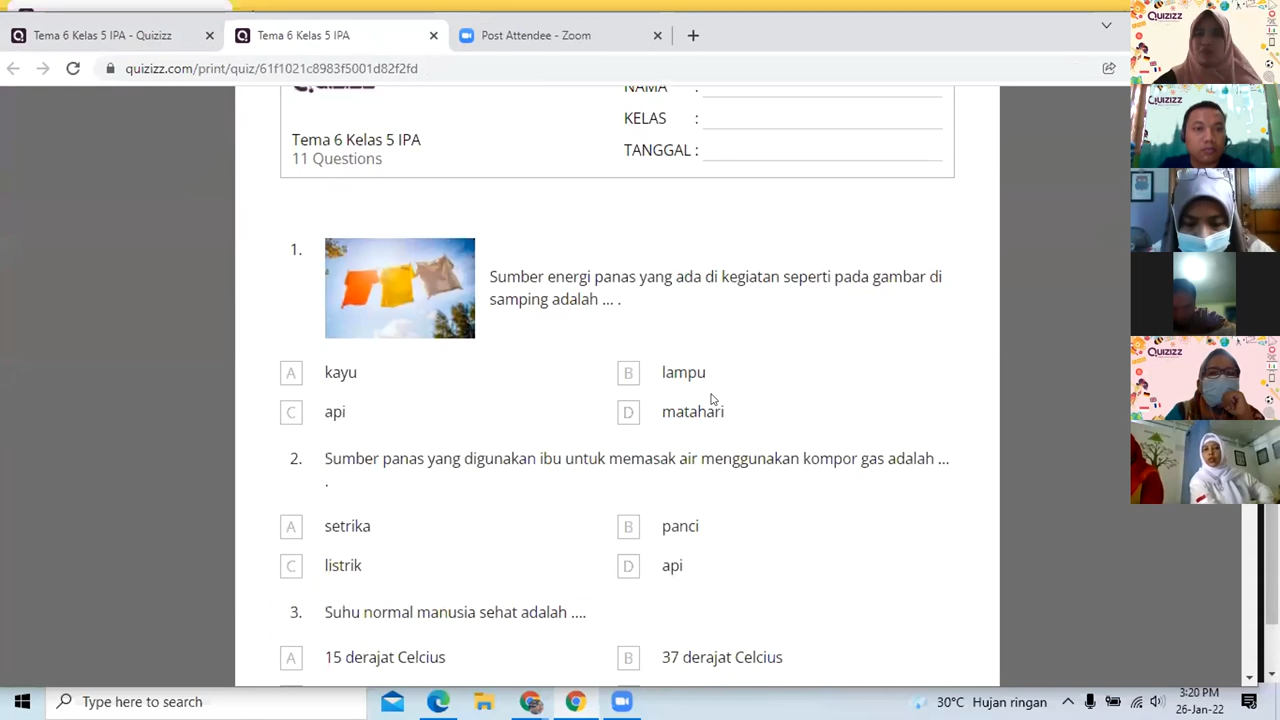 Tema 6 Kelas 5 IPA - Quizizz
Tema 6 Kelas 5 IPA
Post Attendee - Zoom
quizizz.com/print/quiz/61f1021c8983f5001d82f2fd
NAMA :
KELAS :
TANGGAL :
Tema 6 Kelas 5 IPA
11 Questions
1.
Sumber energi panas yang ada di kegiatan seperti pada gambar di
samping adalah ... .
A kayu
B lampu
C api
D matahari
2. Sumber panas yang digunakan ibu untuk memasak air menggunakan kompor gas adalah ...
.
A setrika
B panci
C listrik
D api
3. Suhu normal manusia sehat adalah ....
A 15 derajat Celcius
B 37 derajat Celcius
QUIZIZZ
QUIZIZZ
QUIZIZZ
Type here to search
30°C Hujan ringan
3:20 PM
26-Jan-22